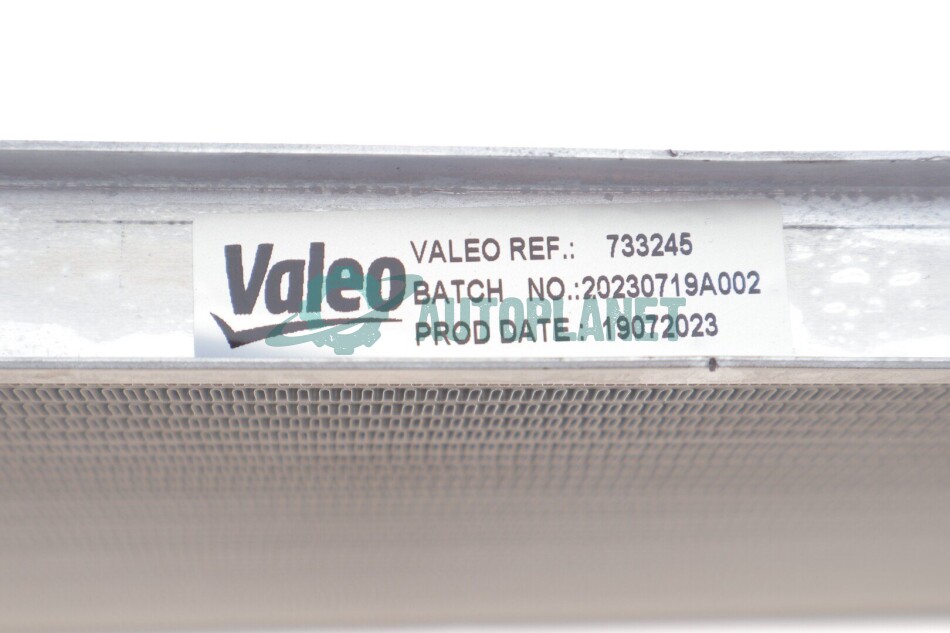 Valeo
VALEO REF.: 733245
BATCH NO.:20230719A002
PROD DATE.: 19072023
AUTOPLANET